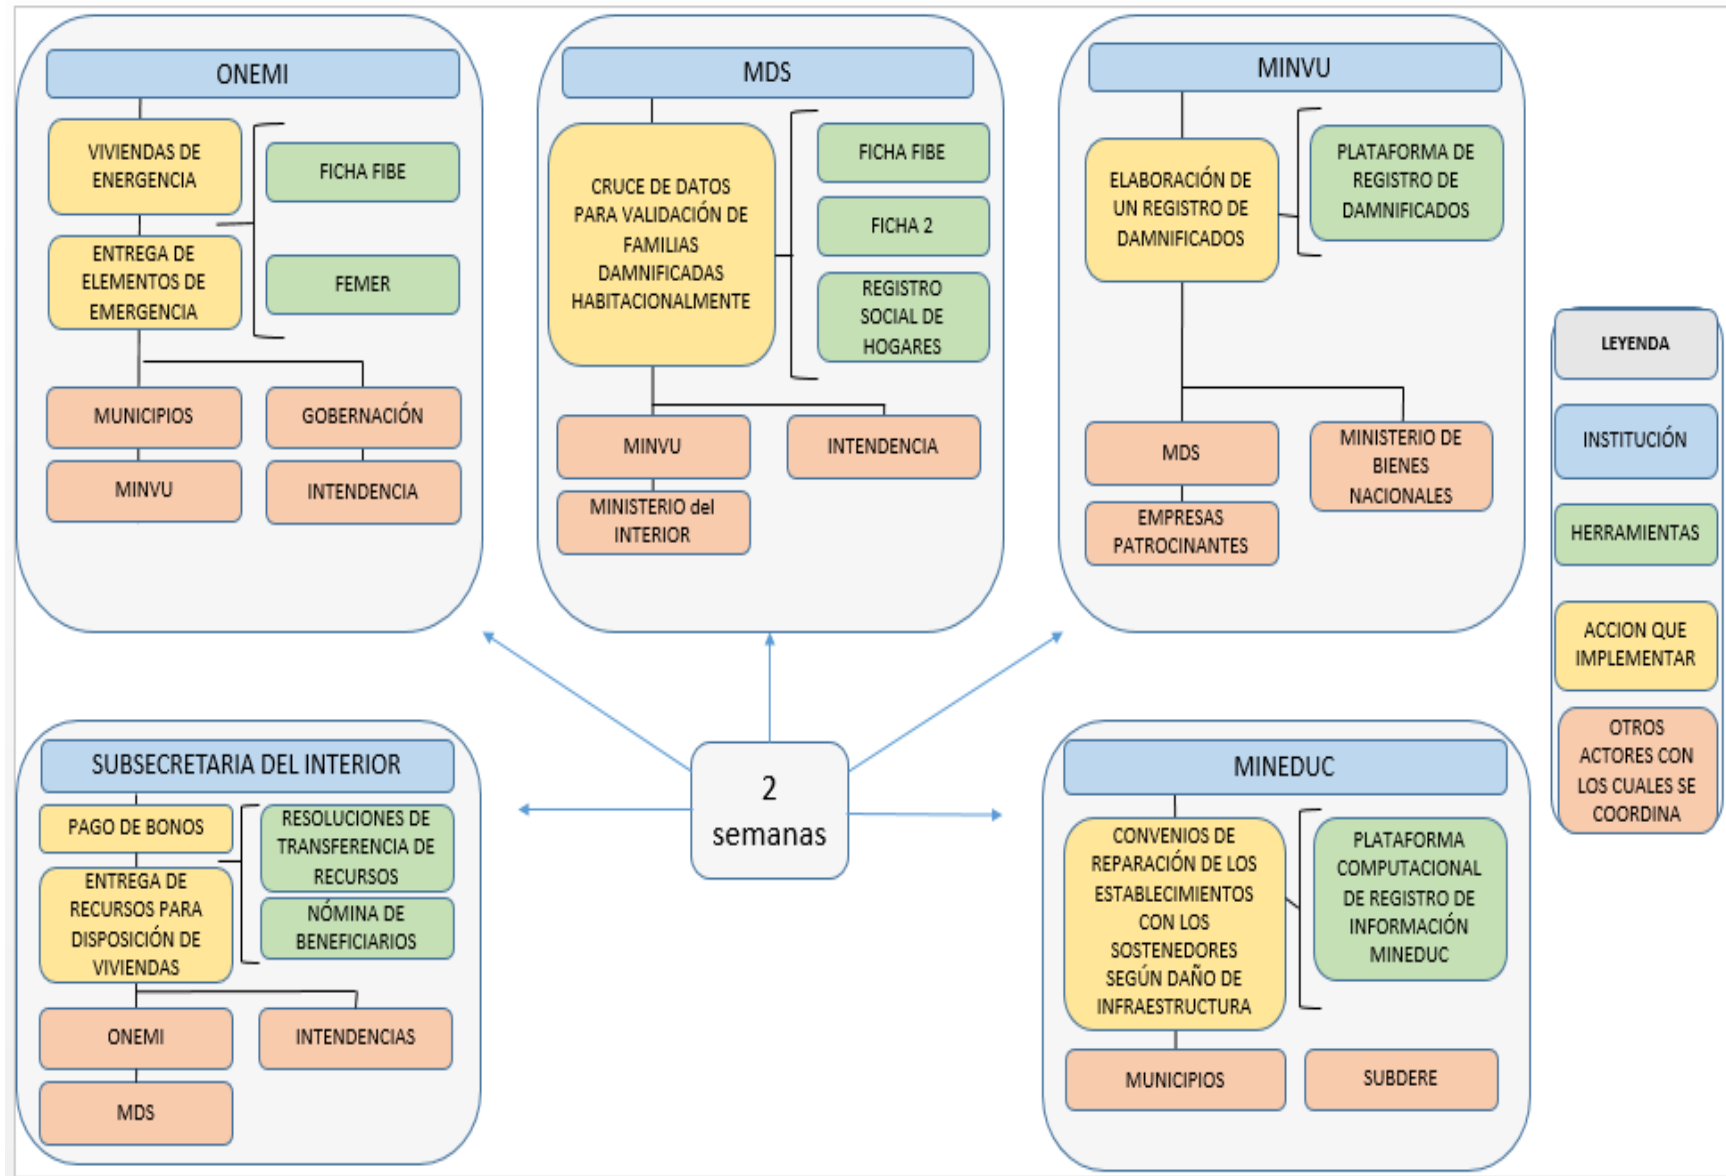 ONEMI
VIVIENDAS DE
ENERGENCIA
ENTREGA DE
ELEMENTOS DE
EMERGENCIA
FICHA FIBE
FEMER
MUNICIPIOS
GOBERNACIÓN
MINVU
INTENDENCIA
MDS
CRUCE DE DATOS
PARA VALIDACIÓN DE
FAMILIAS
DAMNIFICADAS
HABITACIONALMENTE
FICHA FIBE
FICHA 2
REGISTRO
SOCIAL DE
HOGARES
MINVU
INTENDENCIA
MINISTERIO del
INTERIOR
MINVU
ELABORACIÓN DE
UN REGISTRO DE
DAMNIFICADOS
PLATAFORMA DE
REGISTRO DE
DAMNIFICADOS
MDS
MINISTERIO DE
BIENES
NACIONALES
EMPRESAS
PATROCINANTES
LEYENDA
INSTITUCIÓN
HERRAMIENTAS
ACCION QUE
IMPLEMENTAR
OTROS
ACTORES CON
LOS CUALES SE
COORDINA
SUBSECRETARIA DEL INTERIOR
PAGO DE BONOS
ENTREGA DE
RECURSOS PARA
DISPOSICIÓN DE
VIVIENDAS
RESOLUCIONES DE
TRANSFERENCIA DE
RECURSOS
NÓMINA DE
BENEFICIARIOS
ONEMI
INTENDENCIAS
MDS
2
semanas
MINEDUC
CONVENIOS DE
REPARACIÓN DE LOS
ESTABLECIMIENTOS
CON LOS
SOSTENEDORES
SEGÚN DAÑO DE
INFRAESTRUCTURA
PLATAFORMA
COMPUTACIONAL
DE REGISTRO DE
INFORMACIÓN
MINEDUC
MUNICIPIOS
SUBDERE